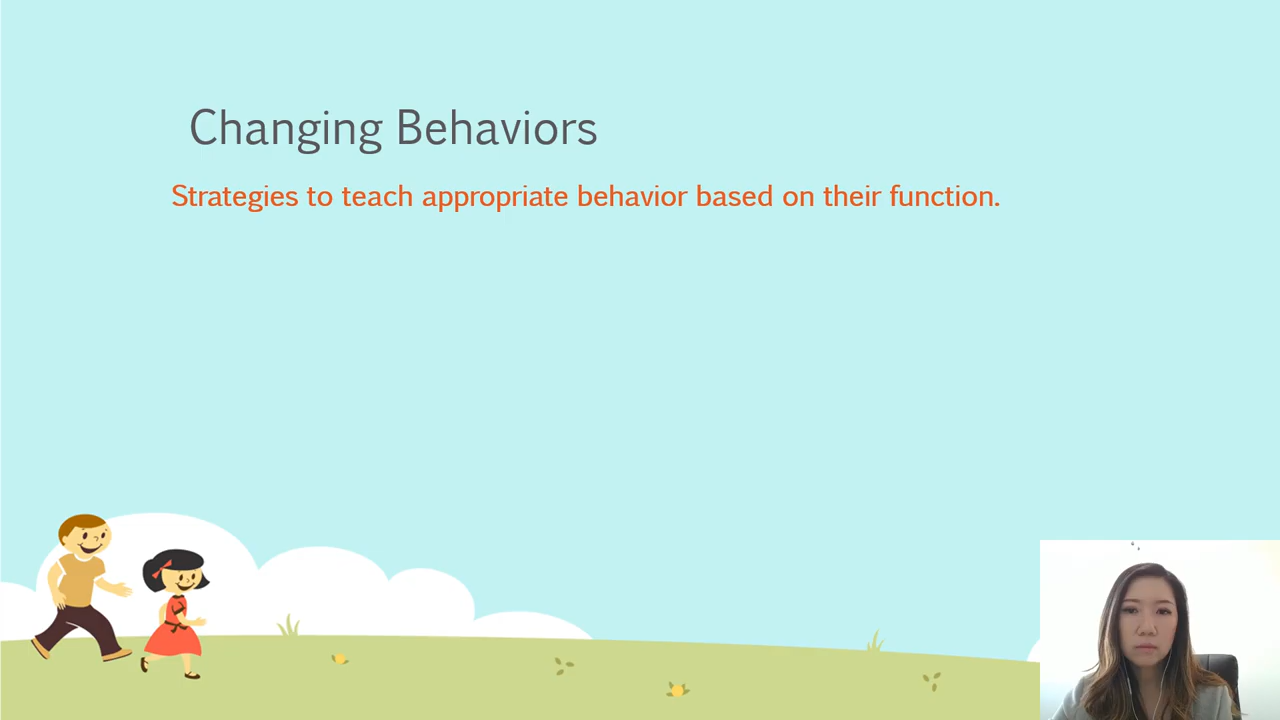 Changing Behaviors
Strategies to teach appropriate behavior based on their function.